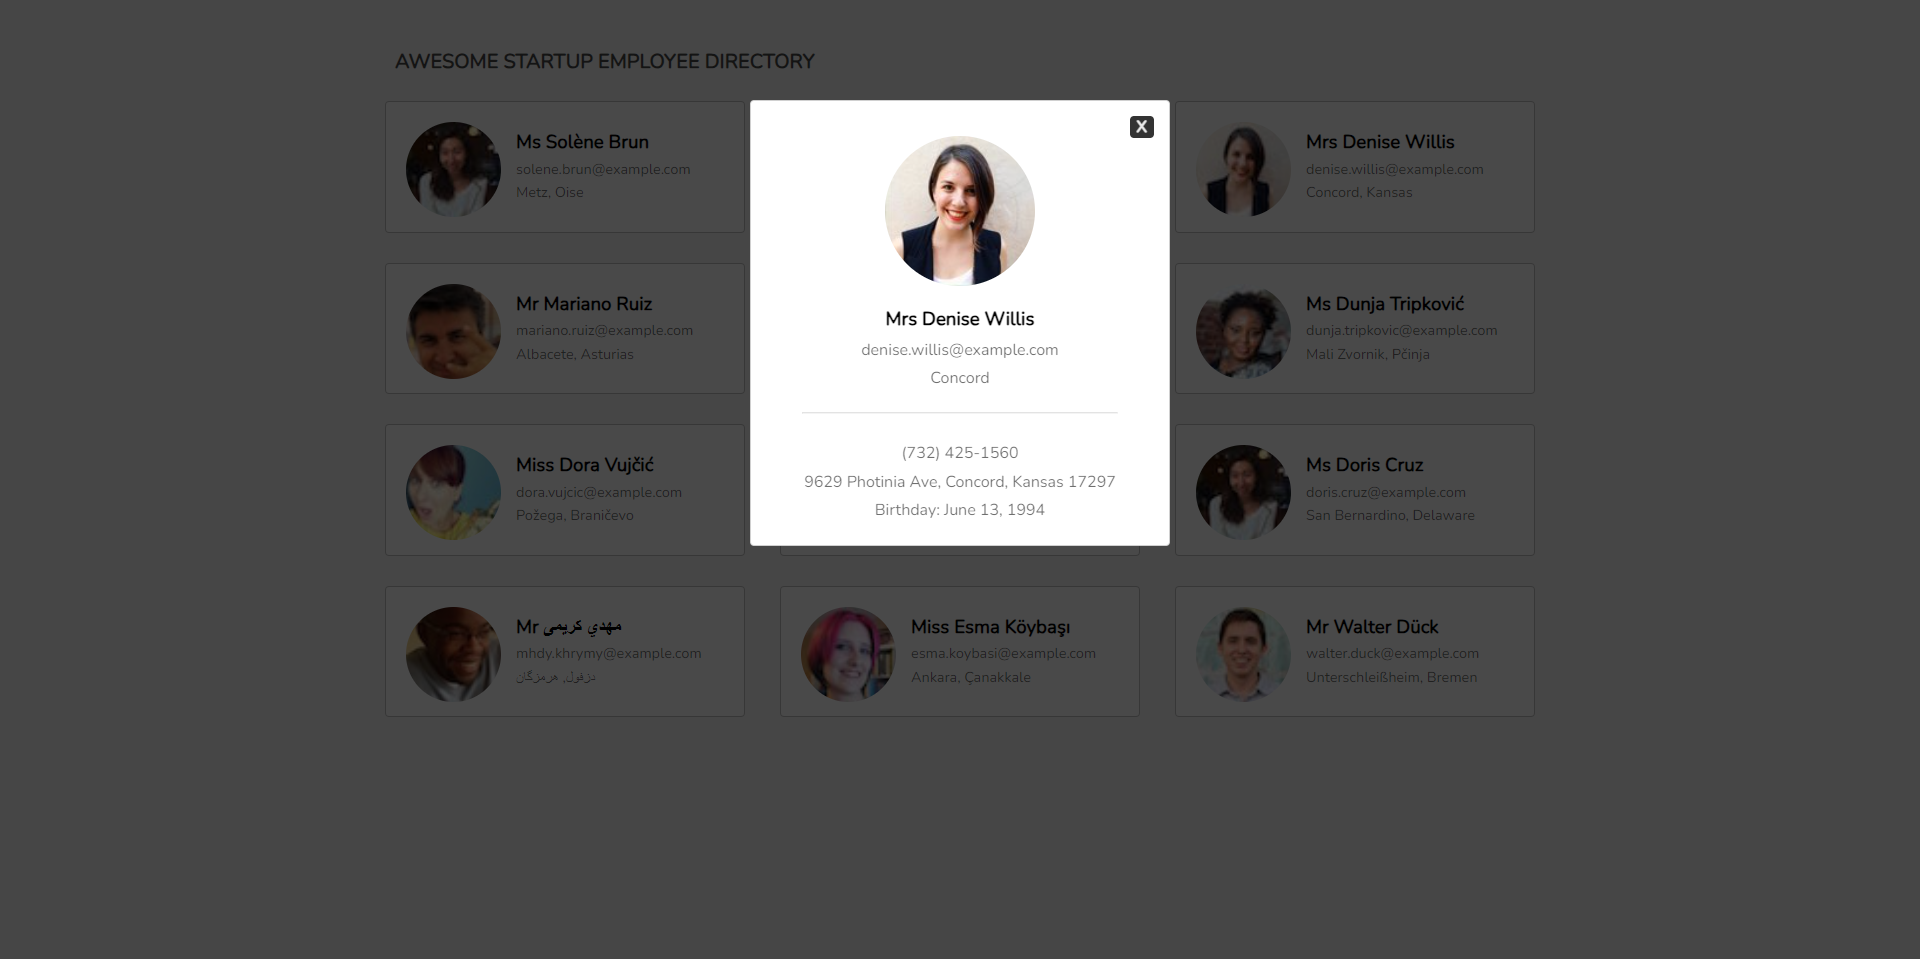 AWESOME STARTUP EMPLOYEE DIRECTORY
Ms Solène Brun
solene.brun@example.com
Metz, Oise
Mrs Denise Willis
denise.willis@example.com
Concord, Kansas
Mr Mariano Ruiz
mariano.ruiz@example.com
Albacete, Asturias
Ms Dunja Tripković
dunja.tripkovic@example.com
Mali Zvornik, Pčinja
Miss Dora Vujčić
dora.vujcic@example.com
Požega, Braničevo
Ms Doris Cruz
doris.cruz@example.com
San Bernardino, Delaware
Mr مهدي کریمی
mhdy.khrymy@example.com
دزفول, هرمزگان
Miss Esma Köybaşı
esma.koybasi@example.com
Ankara, Çanakkale
Mr Walter Dück
walter.duck@example.com
Unterschleißheim, Bremen
X
Mrs Denise Willis
denise.willis@example.com
Concord
(732) 425-1560
9629 Photinia Ave, Concord, Kansas 17297
Birthday: June 13, 1994